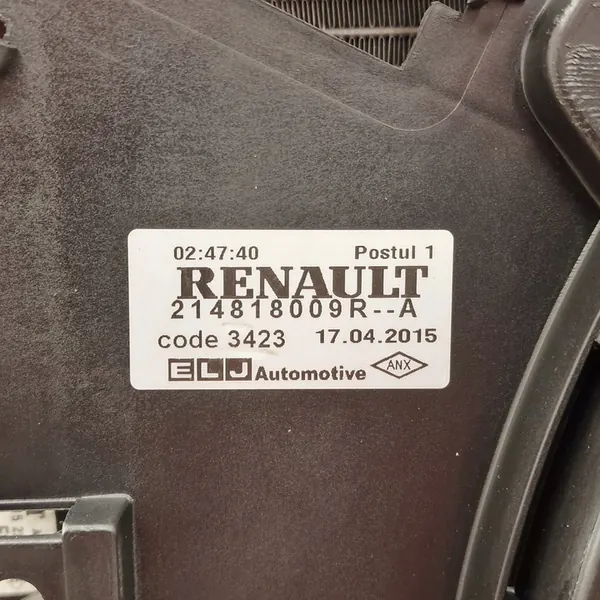 02:47:40 Postul 1
RENAULT
214818009R--A
code 3423 17.04.2015
ELJ Automotive ANX